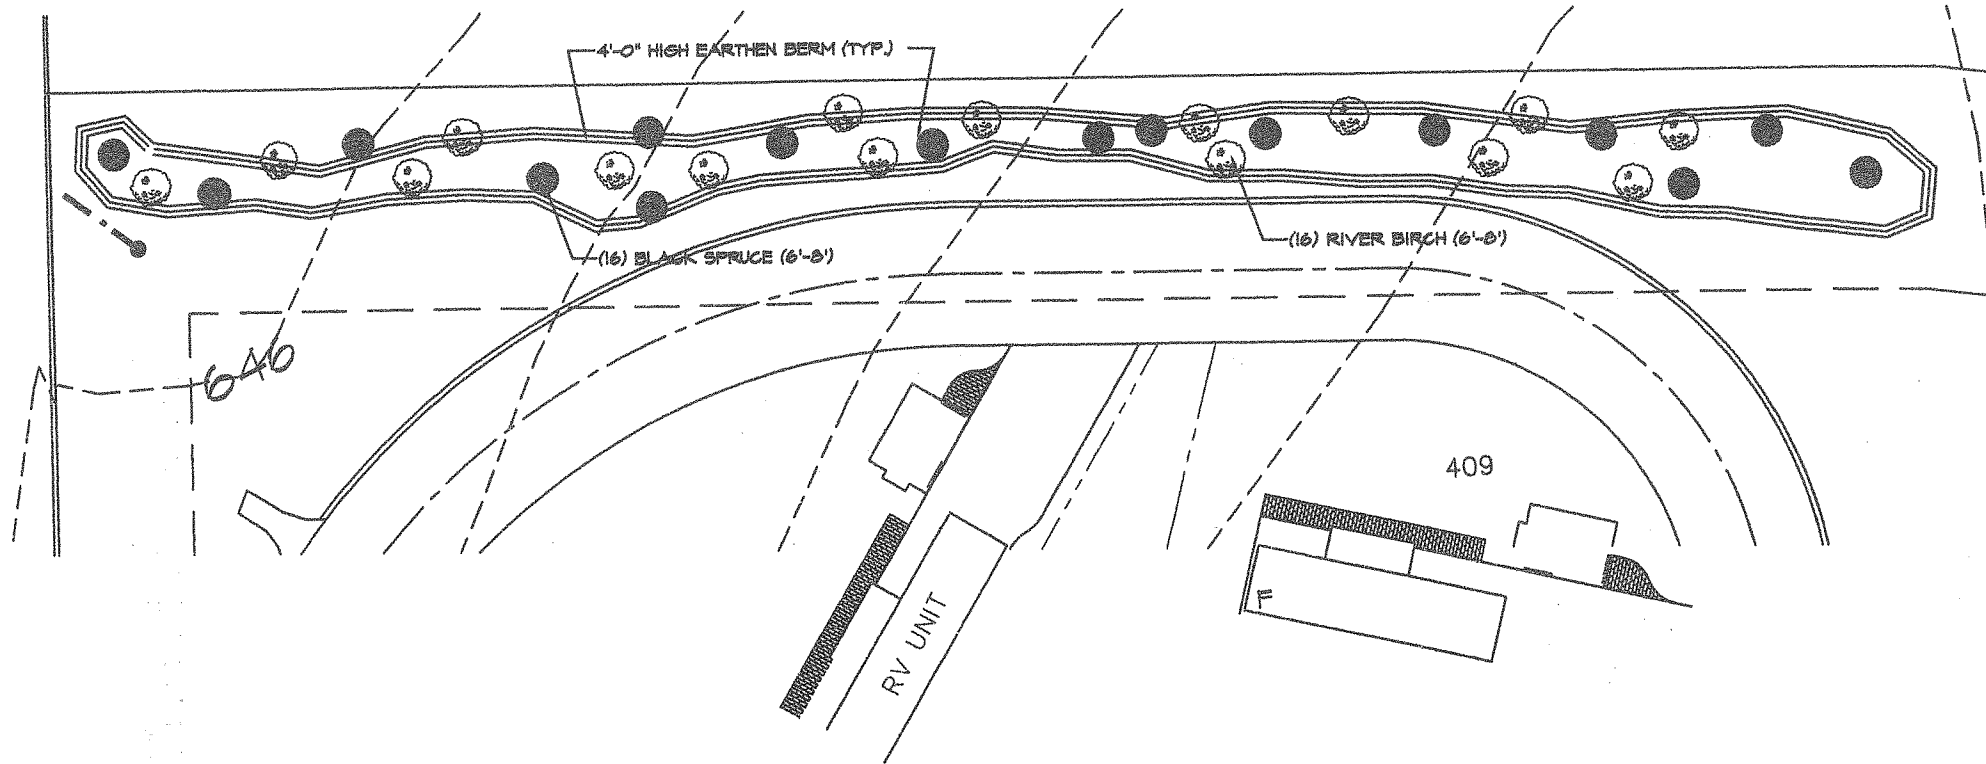 4'-0" HIGH EARTHEN BERM (TYP.)
(16) BLACK SPRUCE (6'-8')
(16) RIVER BIRCH (6'-8')
646
409
RV UNIT
F